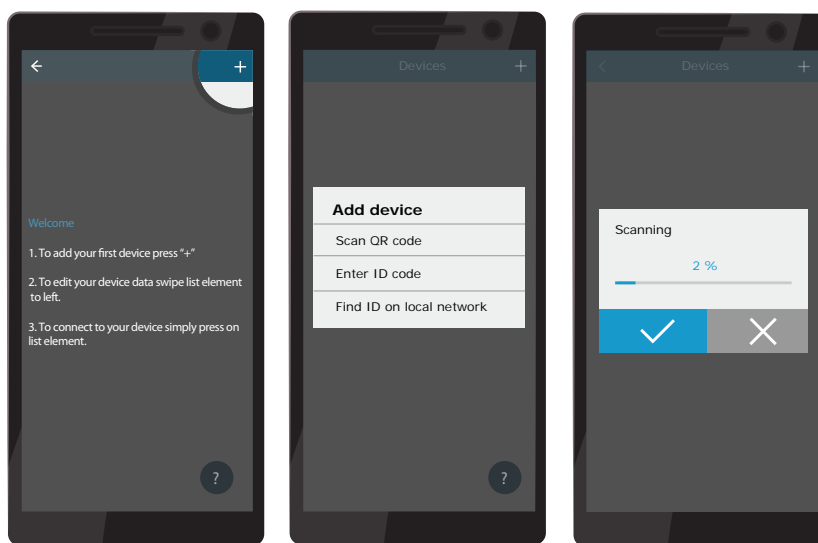 +
Welcome
1. To add your first device press "+"
2. To edit your device data swipe list element
to left.
3. To connect to your device simply press on
list element.
?
Devices +
Add device
Scan QR code
Enter ID code
Find ID on local network
?
Devices +
Scanning
2 %